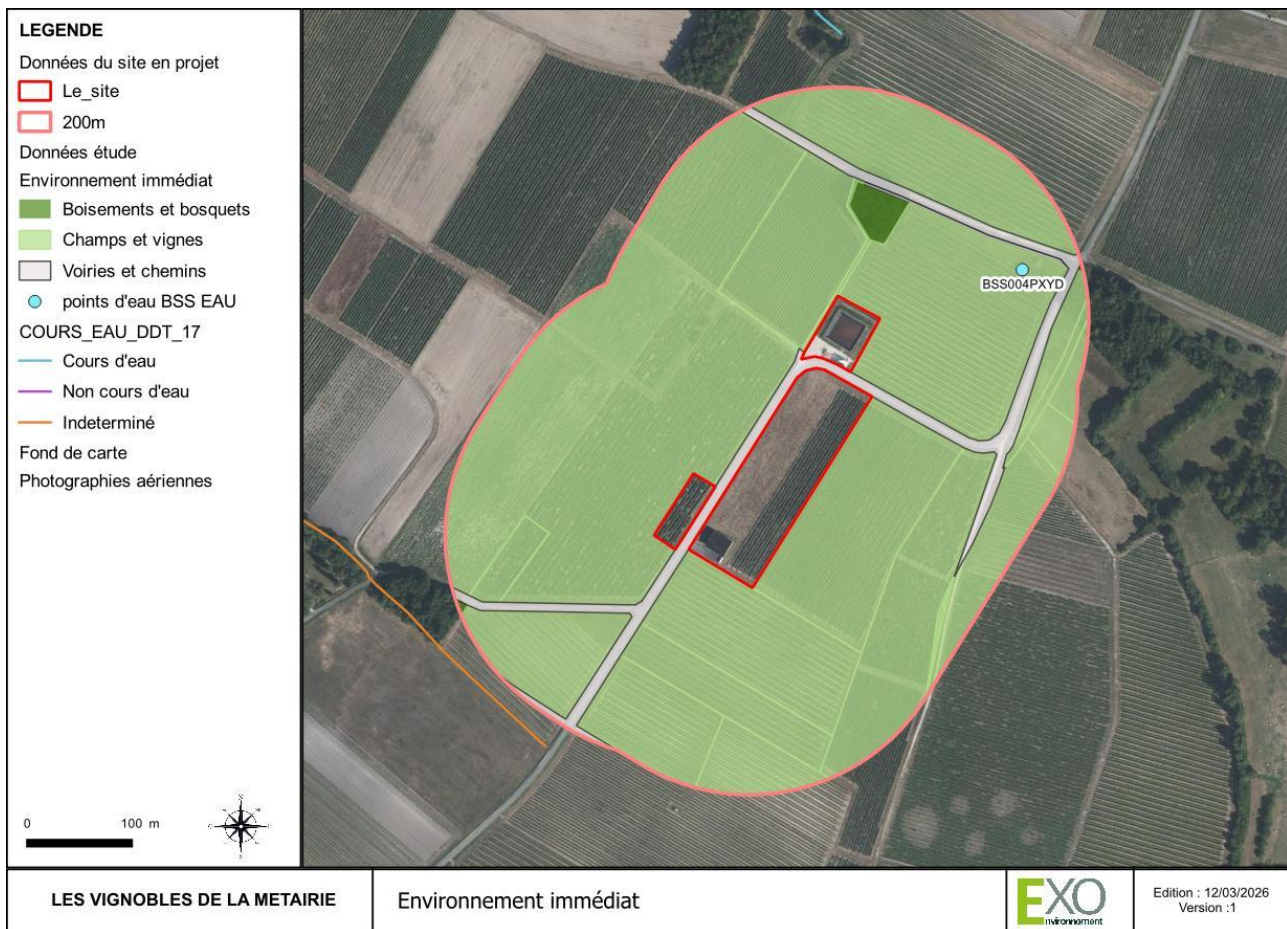 LEGENDE
Données du site en projet
Le_site
200m
Données étude
Environnement immédiat
Boisements et bosquets
Champs et vignes
Voiries et chemins
points d'eau BSS EAU
COURS_EAU_DDT_17
Cours d'eau
Non cours d'eau
Indeterminé
Fond de carte
Photographies aériennes
0 100 m
BSS004PXYD
LES VIGNOBLES DE LA METAIRIE
Environnement immédiat
EXO
environnement
Edition : 12/03/2026
Version :1